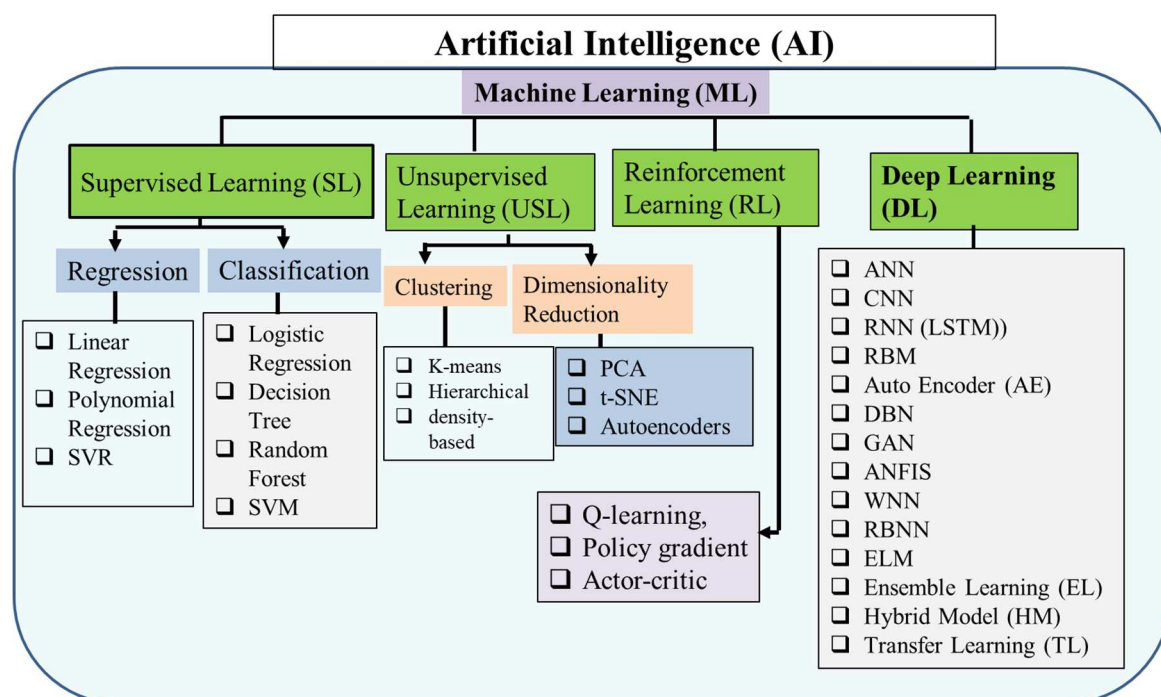 Artificial Intelligence (AI)
Machine Learning (ML)
Supervised Learning (SL)
Regression
Linear
Regression
Polynomial
Regression
SVR
Classification
Logistic
Regression
Decision
Tree
Random
Forest
SVM
Unsupervised
Learning (USL)
Clustering
K-means
Hierarchical
density-
based
Dimensionality
Reduction
PCA
t-SNE
Autoencoders
Reinforcement
Learning (RL)
Q-learning,
Policy gradient
Actor-critic
Deep Learning
(DL)
ANN
CNN
RNN (LSTM))
RBM
Auto Encoder (AE)
DBN
GAN
ANFIS
WNN
RBNN
ELM
Ensemble Learning (EL)
Hybrid Model (HM)
Transfer Learning (TL)